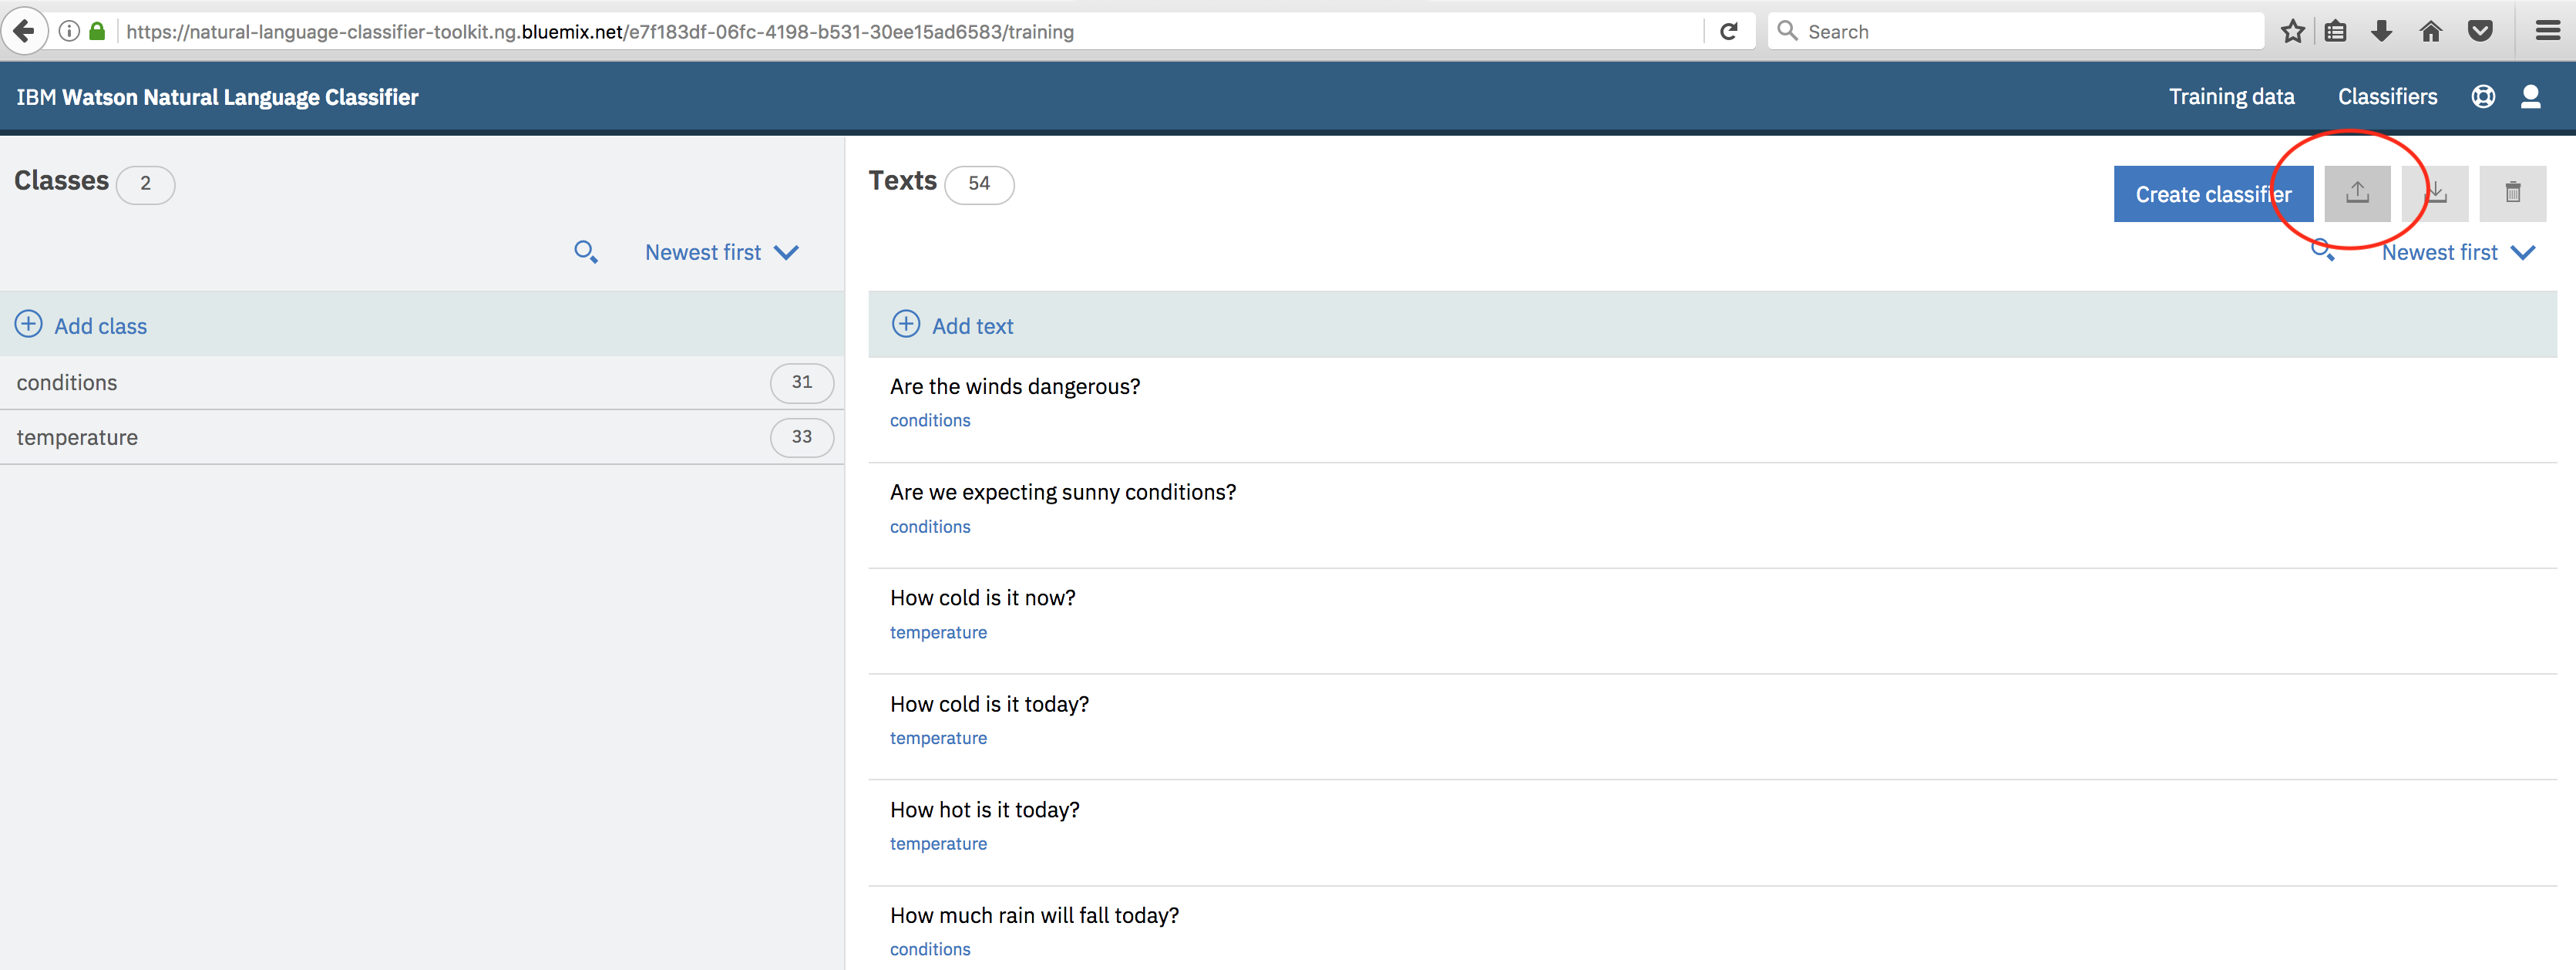 https://natural-language-classifier-toolkit.ng.bluemix.net/e7f183df-06fc-4198-b531-30ee15ad6583/training
Search
IBM Watson Natural Language Classifier
Training data
Classifiers
Classes 2
Newest first
Add class
conditions 31
temperature 33
Texts 54
Create classifier
Newest first
Add text
Are the winds dangerous?
conditions
Are we expecting sunny conditions?
conditions
How cold is it now?
temperature
How cold is it today?
temperature
How hot is it today?
temperature
How much rain will fall today?
conditions